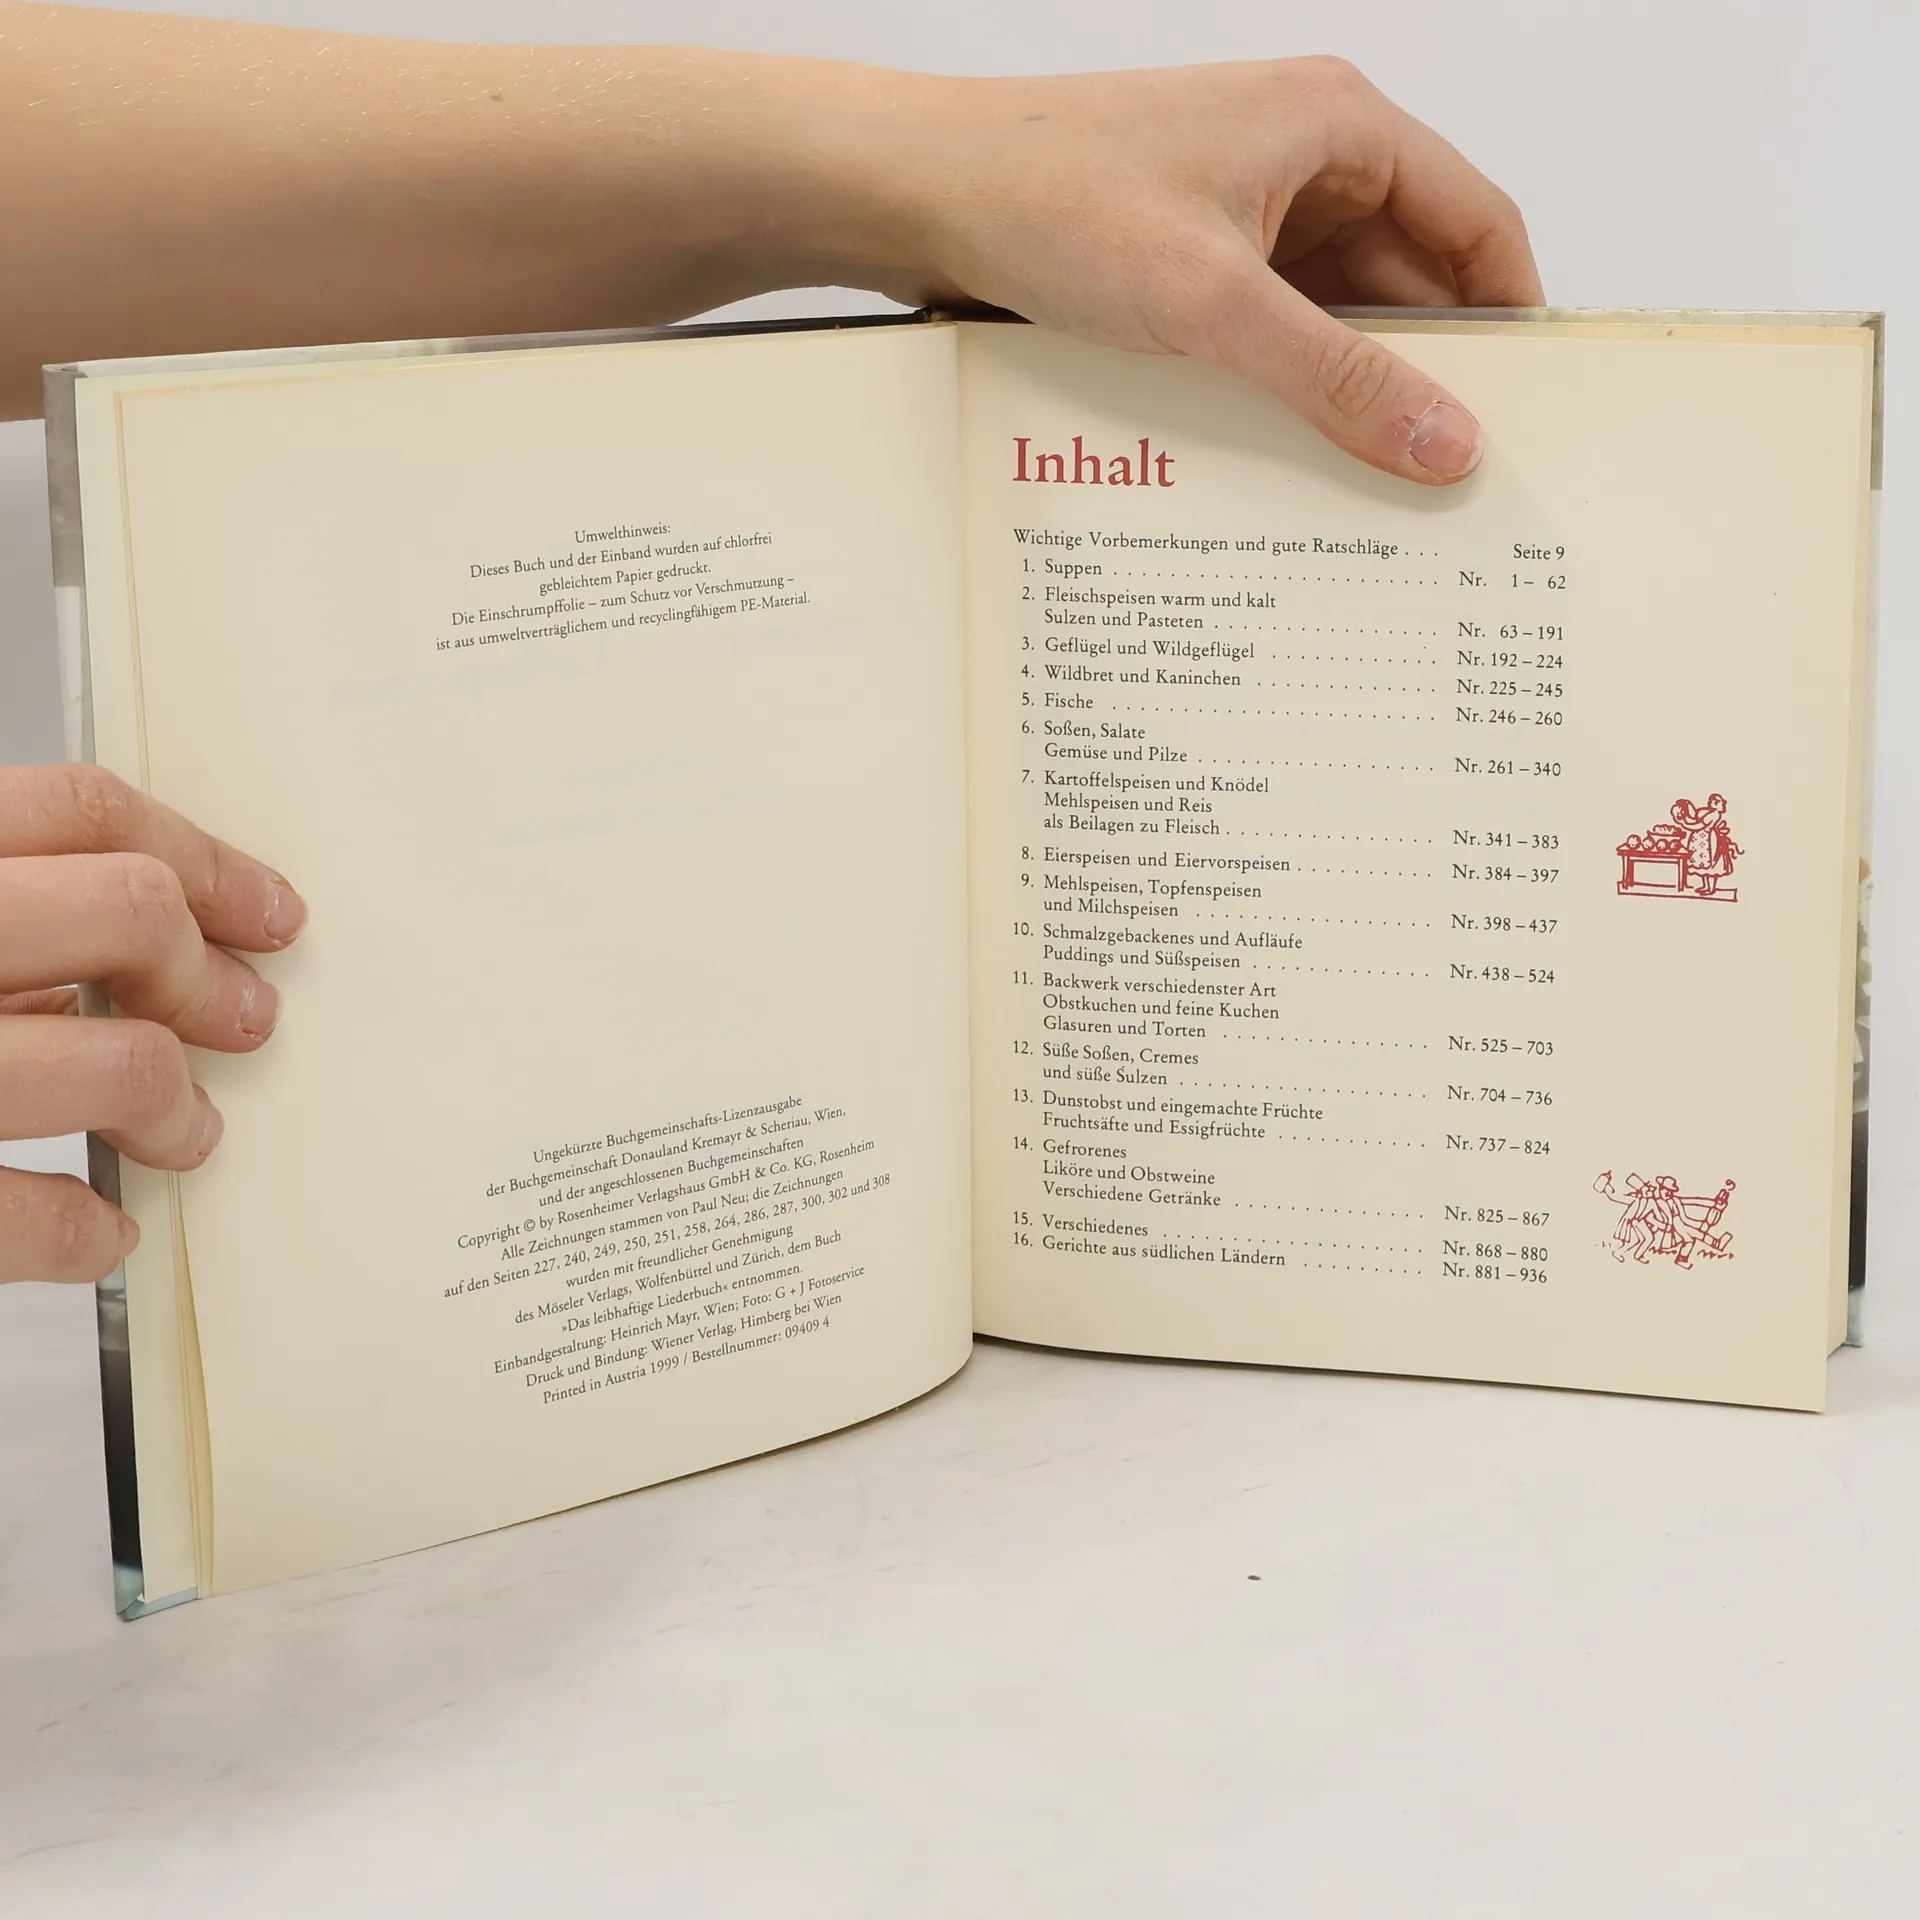 Umwelthinweis:
Dieses Buch und der Einband wurden auf chlorfrei
gebleichtem Papier gedruckt.
Die Einschrumpffolie – zum Schutz vor Verschmutzung –
ist aus umweltverträglichem und recyclingfähigem PE-Material.
Ungekürzte Buchgemeinschafts-Lizenzausgabe
der Buchgemeinschaft Donauland Kremayr & Scheriau, Wien,
und der angeschlossenen Buchgemeinschaften
Copyright © by Rosenheimer Verlagshaus GmbH & Co. KG, Rosenheim
Alle Zeichnungen stammen von Paul Neu; die Zeichnungen
auf den Seiten 227, 240, 249, 250, 251, 258, 264, 286, 287, 300, 302 und 308
wurden mit freundlicher Genehmigung
des Möseler Verlags, Wolfenbüttel und Zürich, dem Buch
»Das leibhaftige Liederbuch« entnommen.
Einbandgestaltung: Heinrich Mayr, Wien; Foto: G + J Fotoservice
Druck und Bindung: Wiener Verlag, Himberg bei Wien
Printed in Austria 1999 / Bestellnummer: 09409 4
Inhalt
Wichtige Vorbemerkungen und gute Ratschläge . . . Seite 9
1. Suppen . . . . . . . . . . . . . . . . . . . . . . . . Nr. 1 – 62
2. Fleischspeisen warm und kalt
Sulzen und Pasteten . . . . . . . . . . . . . . . . Nr. 63 – 191
3. Geflügel und Wildgeflügel . . . . . . . . . . . . Nr. 192 – 224
4. Wildbret und Kaninchen . . . . . . . . . . . . . Nr. 225 – 245
5. Fische . . . . . . . . . . . . . . . . . . . . . . . . Nr. 246 – 260
6. Soßen, Salate
Gemüse und Pilze . . . . . . . . . . . . . . . . . Nr. 261 – 340
7. Kartoffelspeisen und Knödel
Mehlspeisen und Reis
als Beilagen zu Fleisch . . . . . . . . . . . . . . . Nr. 341 – 383
8. Eierspeisen und Eiervorspeisen . . . . . . . . . . Nr. 384 – 397
9. Mehlspeisen, Topfenspeisen
und Milchspeisen . . . . . . . . . . . . . . . . . Nr. 398 – 437
10. Schmalzgebackenes und Aufläufe
Puddings und Süßspeisen . . . . . . . . . . . . . Nr. 438 – 524
11. Backwerk verschiedenster Art
Obstkuchen und feine Kuchen
Glasuren und Torten . . . . . . . . . . . . . . . Nr. 525 – 703
12. Süße Soßen, Cremes
und süße Sulzen . . . . . . . . . . . . . . . . . . Nr. 704 – 736
13. Dunstobst und eingemachte Früchte
Fruchtsäfte und Essigfrüchte . . . . . . . . . . . Nr. 737 – 824
14. Gefrorenes
Liköre und Obstweine
Verschiedene Getränke . . . . . . . . . . . . . . Nr. 825 – 867
15. Verschiedenes . . . . . . . . . . . . . . . . . . . Nr. 868 – 880
16. Gerichte aus südlichen Ländern . . . . . . . . . Nr. 881 – 936